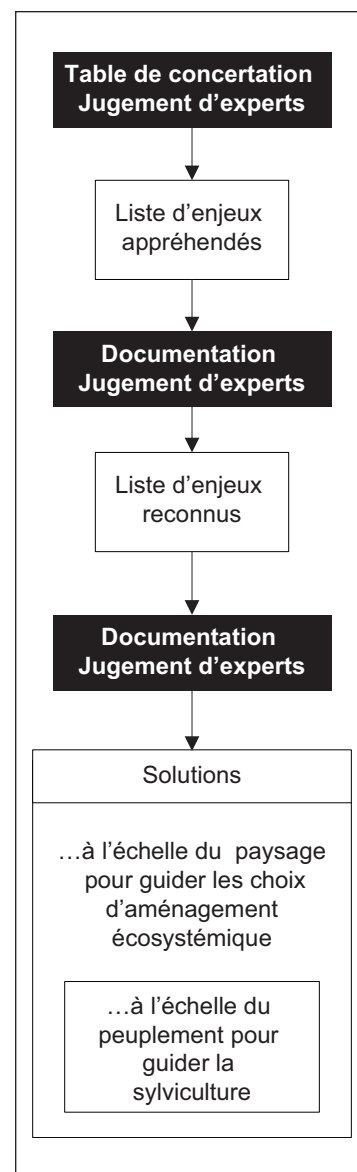 Table de concertation
Jugement d’experts
Liste d’enjeux
appréhendés
Documentation
Jugement d’experts
Liste d’enjeux
reconnus
Documentation
Jugement d’experts
Solutions
…à l’échelle du paysage
pour guider les choix
d’aménagement
écosystémique
…à l’échelle du
peuplement pour
guider la
sylviculture